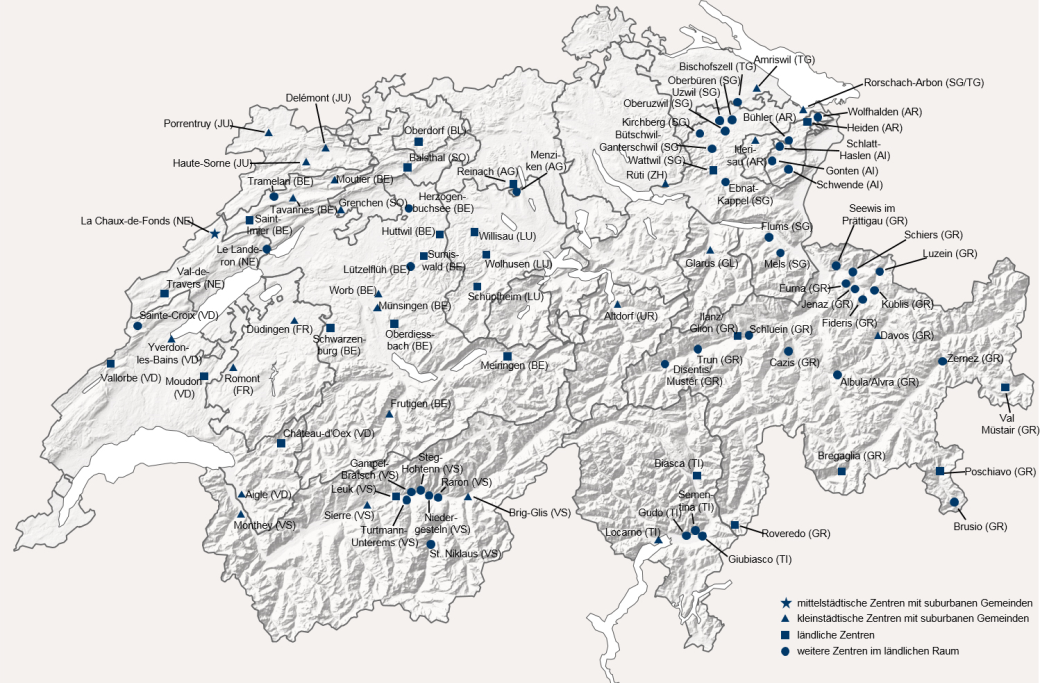 Amriswil (TG)
Bischofszell (TG)
Oberbüren (SG)
Uzwil (SG)
Rorschach-Arbon (SG/TG)
Delémont (JU)
Oberuzwil (SG)
Wolfhalden (AR)
Porrentruy (JU)
Kirchberg (SG)
Bühler (AR)
Heiden (AR)
Oberdorf (BL)
Bütschwil-
Ganterschwil (SG)
Heri-
sau (AR)
Schlatt-
Haslen (AI)
Haute-Sorne (JU)
Balsthal (SO)
Menzi-
ken (AG)
Reinach (AG)
Wattwil (SG)
Gonten (AI)
Rüti (ZH)
Schwende (AI)
Tramelan (BE)
Moutier (BE)
Ebnat-
Kappel (SG)
Tavannes (BE)
Grenchen (SO)
Herzogen-
buchsee (BE)
Seewis im
Prättigau (GR)
La Chaux-de-Fonds (NE)
Saint-
Imier (BE)
Huttwil (BE)
Willisau (LU)
Flums (SG)
Schiers (GR)
Luzein (GR)
Le Lande-
ron (NE)
Sumis-
wald (BE)
Wolhusen (LU)
Glarus (GL)
Mels (SG)
Lützelflüh (BE)
Val-de-
Travers (NE)
Worb (BE)
Schüpfheim (LU)
Furna (GR)
Jenaz (GR)
Küblis (GR)
Münsingen (BE)
Altdorf (UR)
Fideris (GR)
Sainte-Croix (VD)
Düdingen (FR)
Schwarzen-
burg (BE)
Oberdiess-
bach (BE)
Ilanz/
Glion (GR)
Schluein (GR)
Davos (GR)
Yverdon-
les-Bains (VD)
Trun (GR)
Cazis (GR)
Zernez (GR)
Vallorbe (VD)
Moudon
(VD)
Romont
(FR)
Meiringen (BE)
Disentis/
Mustér (GR)
Albula/Alvra (GR)
Frutigen (BE)
Val
Müstair (GR)
Château-d'Oex (VD)
Steg-
Hohtenn (VS)
Gampel-
Bratsch (VS)
Biasca (TI)
Bregaglia (GR)
Poschiavo (GR)
Leuk (VS)
Raron (VS)
Aigle (VD)
Monthey (VS)
Sierre (VS)
Brig-Glis (VS)
Semen-
tina (TI)
Gudo (TI)
Brusio (GR)
Turtmann-
Unterems (VS)
Nieder-
gesteln (VS)
Locarno (TI)
Roveredo (GR)
St. Niklaus (VS)
Giubiasco (TI)
mittelstädtische Zentren mit suburbanen Gemeinden
kleinstädtische Zentren mit suburbanen Gemeinden
ländliche Zentren
weitere Zentren im ländlichen Raum